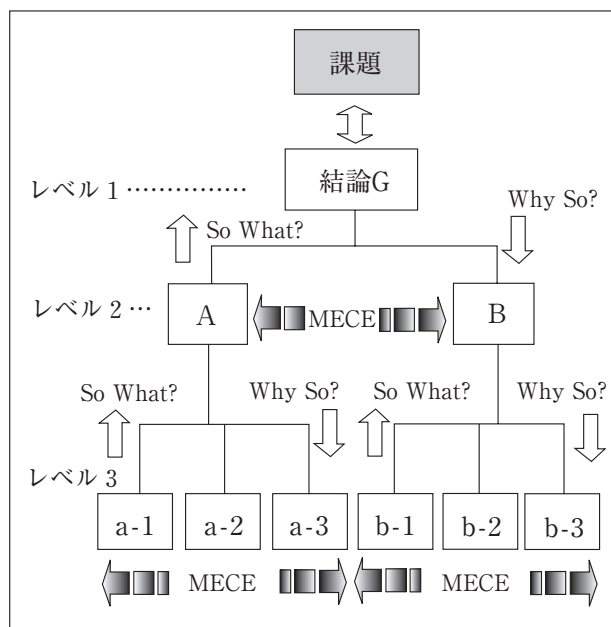 課題
結論G
レベル 1 ……………
So What?
Why So?
レベル 2 …
A
MECE
B
So What?
Why So?
So What?
Why So?
レベル 3
a-1
a-2
a-3
b-1
b-2
b-3
MECE
MECE